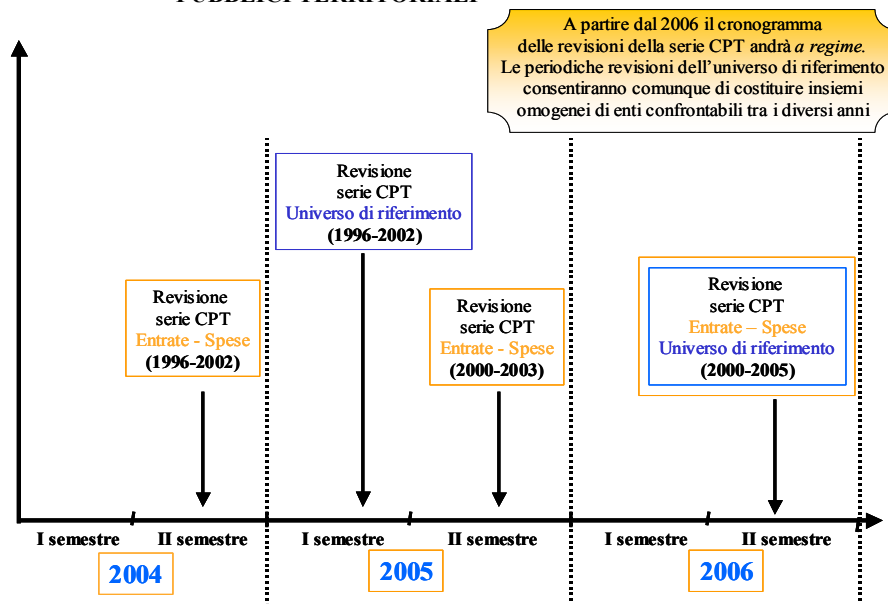 PUBBLICI TERRITORIALI
A partire dal 2006 il cronogramma
delle revisioni della serie CPT andrà a regime.
Le periodiche revisioni dell'universo di riferimento
consentiranno comunque di costituire insiemi
omogenei di enti confrontabili tra i diversi anni
Revisione
serie CPT
Universo di riferimento
(1996-2002)
Revisione
serie CPT
Entrate - Spese
(1996-2002)
Revisione
serie CPT
Entrate - Spese
(2000-2003)
Revisione
serie CPT
Entrate – Spese
Universo di riferimento
(2000-2005)
I semestre II semestre I semestre II semestre I semestre II semestre
2004 2005 2006